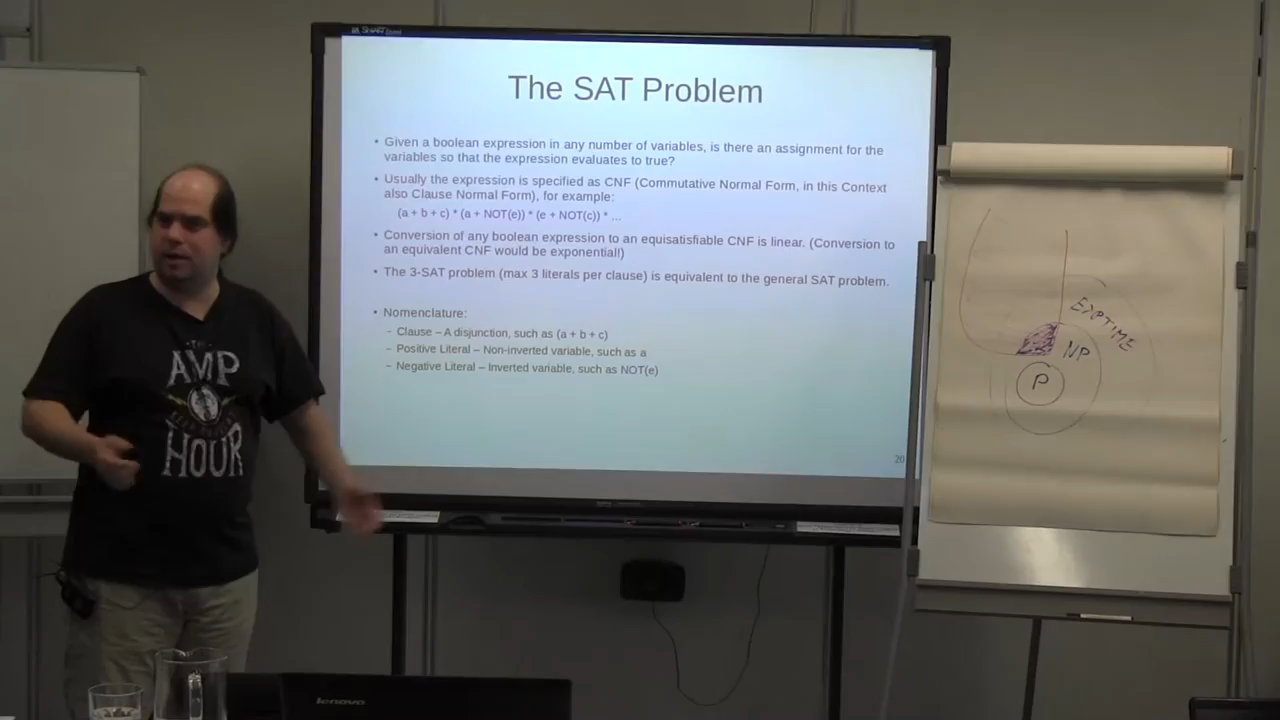 SMART Board
The SAT Problem
• Given a boolean expression in any number of variables, is there an assignment for the
variables so that the expression evaluates to true?
• Usually the expression is specified as CNF (Commutative Normal Form, in this Context
also Clause Normal Form), for example:
(a + b + c) * (a + NOT(e)) * (e + NOT(c)) * ...
• Conversion of any boolean expression to an equisatisfiable CNF is linear. (Conversion to
an equivalent CNF would be exponential!)
• The 3-SAT problem (max 3 literals per clause) is equivalent to the general SAT problem.
• Nomenclature:
– Clause – A disjunction, such as (a + b + c)
– Positive Literal – Non-inverted variable, such as a
– Negative Literal – Inverted variable, such as NOT(e)
20
EXPTIME
NP
P
THE
AMP
HOUR
lenovo